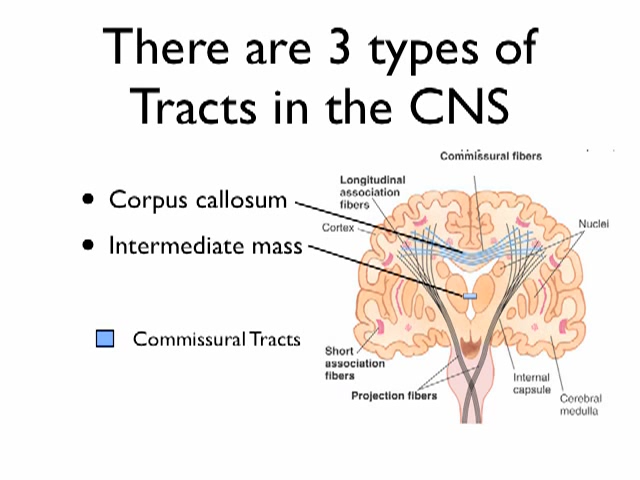 There are 3 types of
Tracts in the CNS
• Corpus callosum
• Intermediate mass
Commissural Tracts
Commissural fibers
Longitudinal
association
fibers
Cortex
Nuclei
Short
association
fibers
Projection fibers
Internal
capsule
Cerebral
medulla